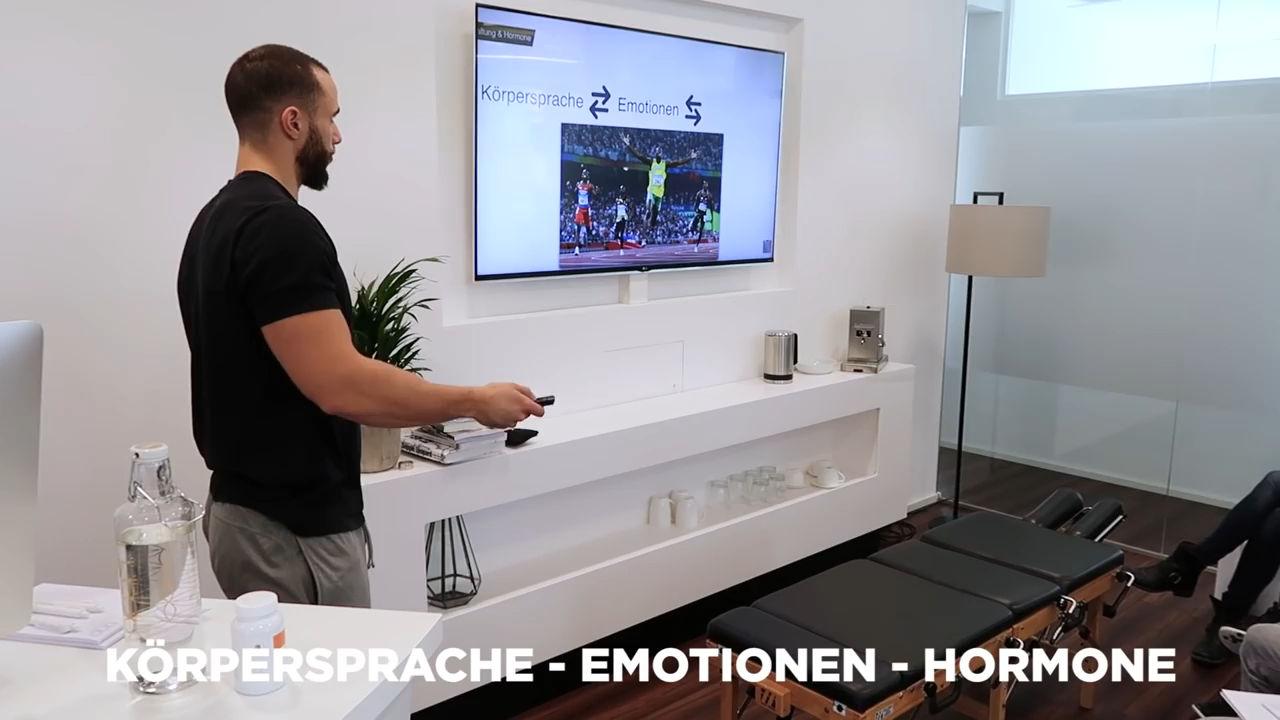 ltung & Hormone
Körpersprache ⇄ Emotionen ⇆
KÖRPERSPRACHE - EMOTIONEN - HORMONE